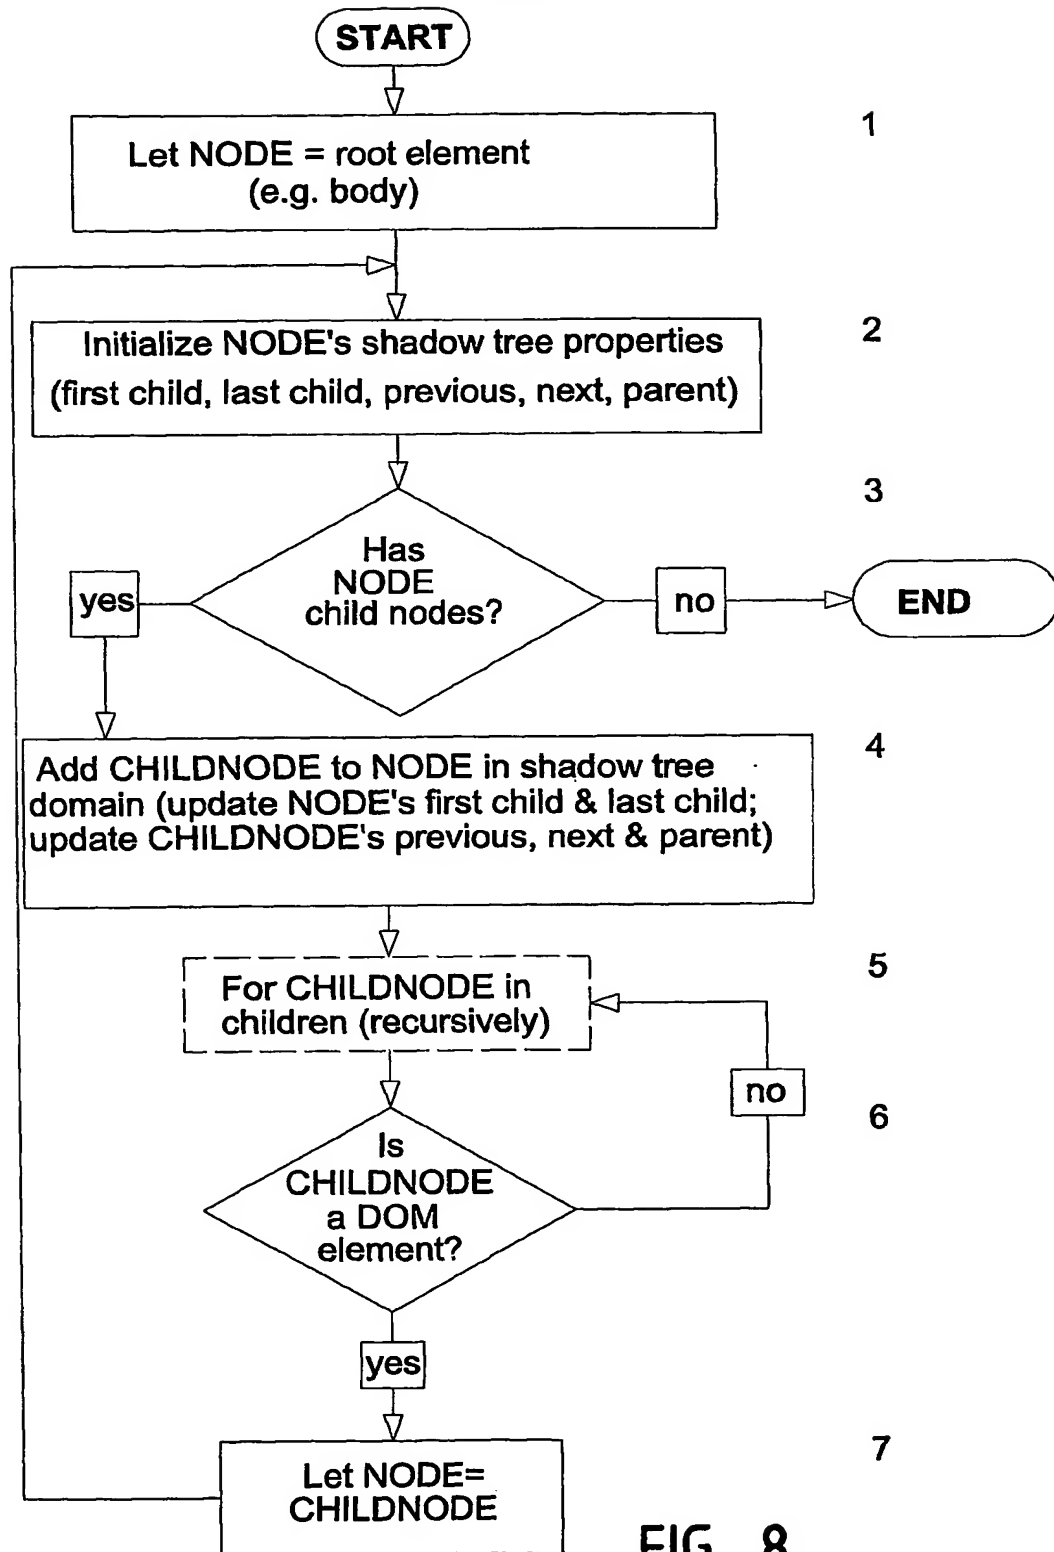 START
1
Let NODE = root element
(e.g. body)
2
Initialize NODE's shadow tree properties
(first child, last child, previous, next, parent)
3
Has
NODE
child nodes?
yes
no
END
4
Add CHILDNODE to NODE in shadow tree
domain (update NODE's first child & last child;
update CHILDNODE's previous, next & parent)
5
For CHILDNODE in
children (recursively)
no
6
Is
CHILDNODE
a DOM
element?
yes
7
Let NODE=
CHILDNODE
FIG. 8